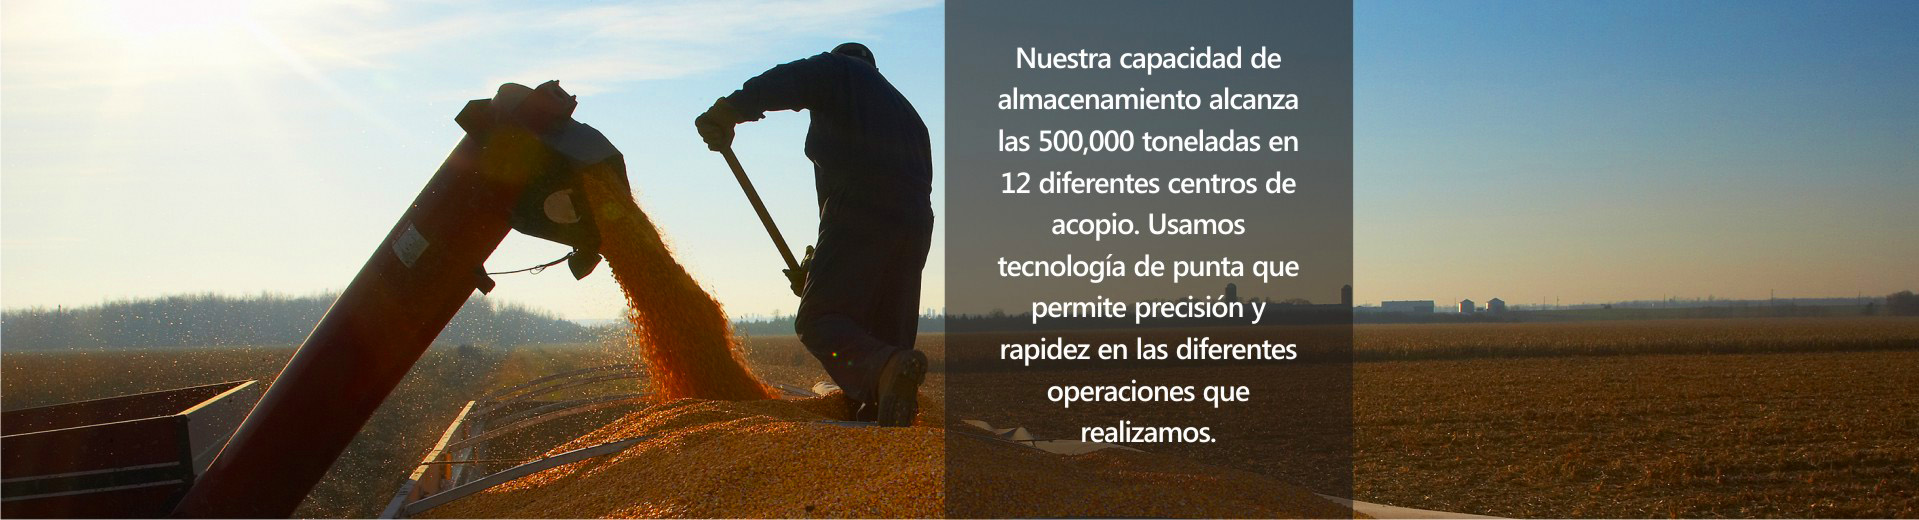 Nuestra capacidad de
almacenamiento alcanza
las 500,000 toneladas en
12 diferentes centros de
acopio. Usamos
tecnología de punta que
permite precisión y
rapidez en las diferentes
operaciones que
realizamos.